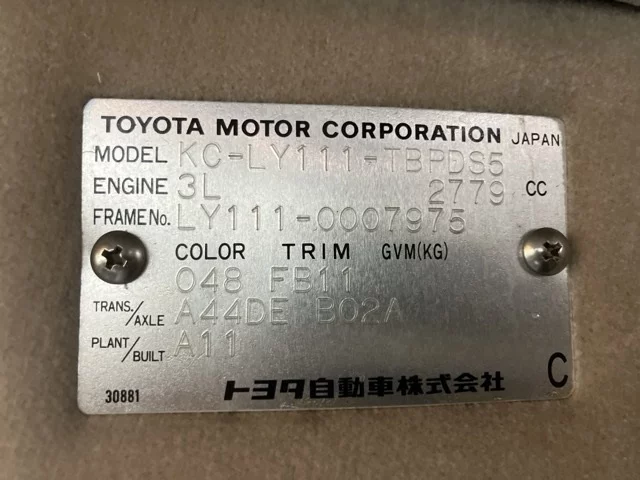 TOYOTA MOTOR CORPORATION JAPAN
MODEL KC-LY111-TBPDS5
ENGINE 3L 2779 CC
FRAME No. LY111-0007975
COLOR TRIM GVM(KG)
048 FB11
TRANS./AXLE A44DE B02A
PLANT/BUILT A11
30881 トヨタ自動車株式会社 C